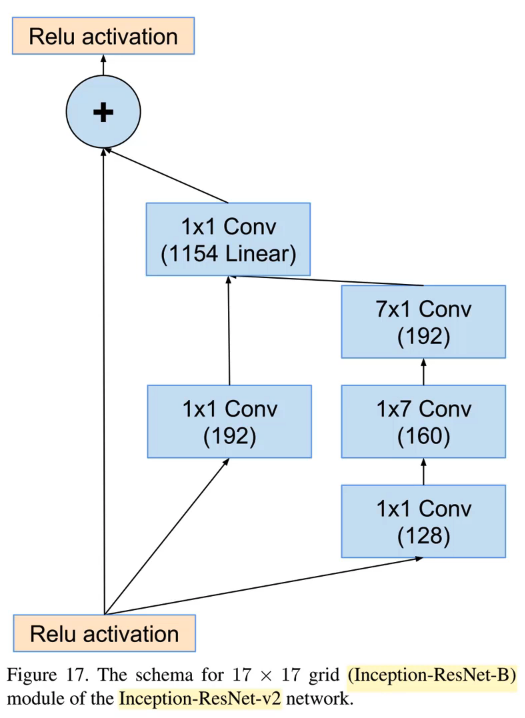 Relu activation
+
1x1 Conv
(1154 Linear)
7x1 Conv
(192)
1x1 Conv
(192)
1x7 Conv
(160)
1x1 Conv
(128)
Relu activation
Figure 17. The schema for 17 × 17 grid (Inception-ResNet-B)
module of the Inception-ResNet-v2 network.